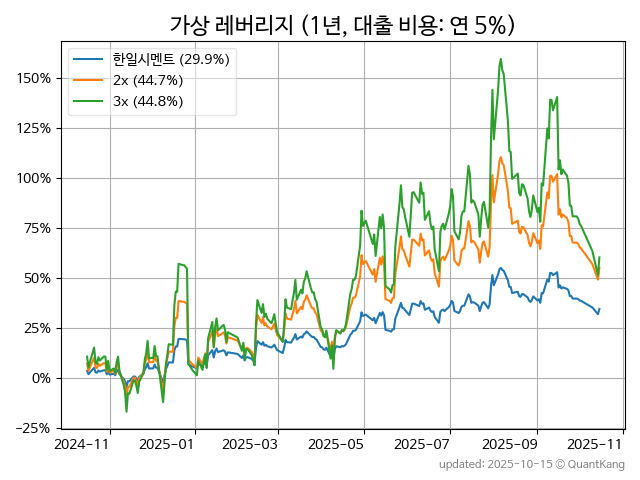 가상 레버리지 (1년, 대출 비용: 연 5%)
한일시멘트 (29.9%)
2x (44.7%)
3x (44.8%)
150%
125%
100%
75%
50%
25%
0%
−25%
2024-11 2025-01 2025-03 2025-05 2025-07 2025-09 2025-11
updated: 2025-10-15 © QuantKang